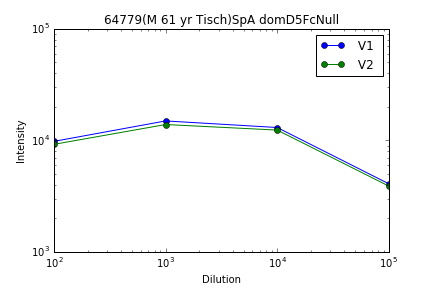 64779(M 61 yr Tisch)SpA domD5FcNull
10^5
V1
V2
Intensity
10^4
10^3
10^2 10^3 10^4 10^5
Dilution